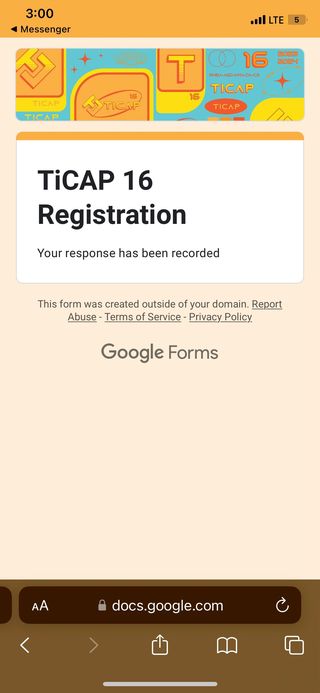 3:00
LTE 5
◀ Messenger
TiCAP
TiCAP
TiCAP
T
16
16
TiCAP
TiCAP
TiCAP 16
Registration
Your response has been recorded
This form was created outside of your domain. Report
Abuse - Terms of Service - Privacy Policy
Google Forms
AA docs.google.com